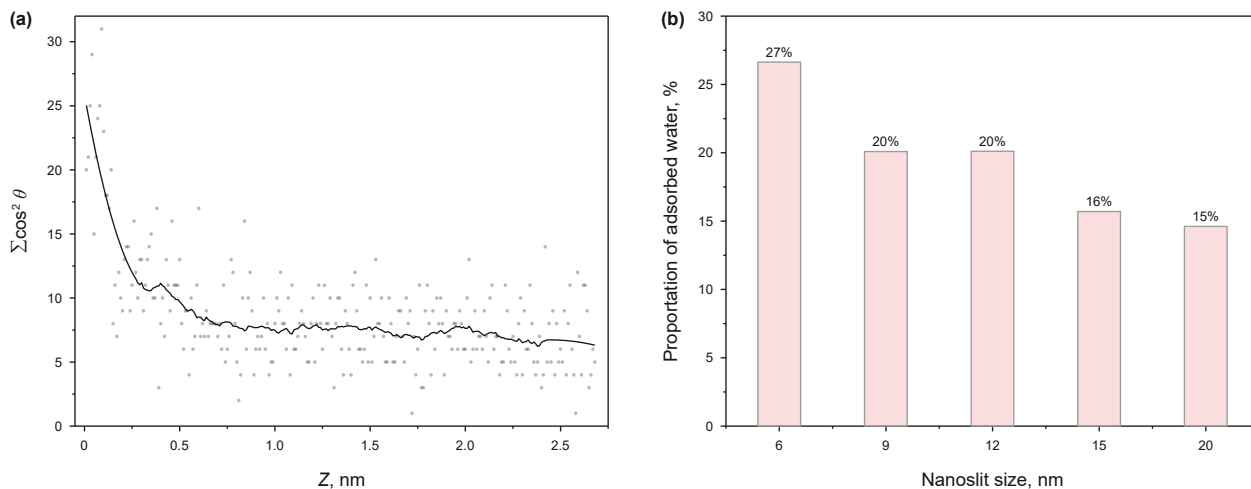 (a)
30
25
20
15
10
5
0
∑cos² θ
0 0.5 1.0 1.5 2.0 2.5
Z, nm
(b)
30
25
20
15
10
5
0
Proportation of adsorbed water, %
27%
20%
20%
16%
15%
6 9 12 15 20
Nanoslit size, nm